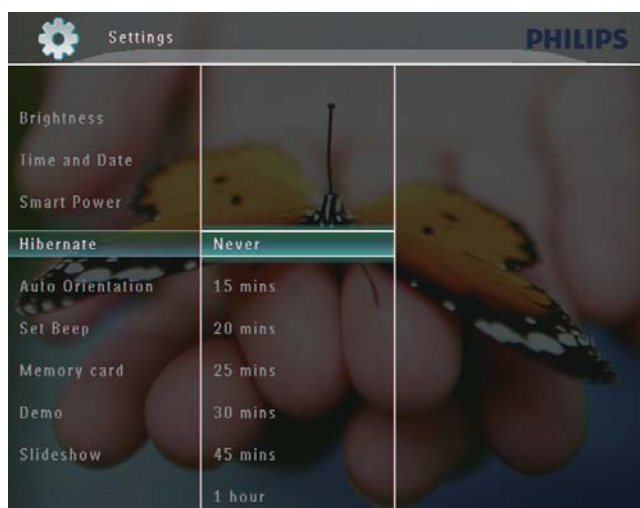 Settings
PHILIPS
Brightness
Time and Date
Smart Power
Hibernate
Auto Orientation
Set Beep
Memory card
Demo
Slideshow
Never
15 mins
20 mins
25 mins
30 mins
45 mins
1 hour